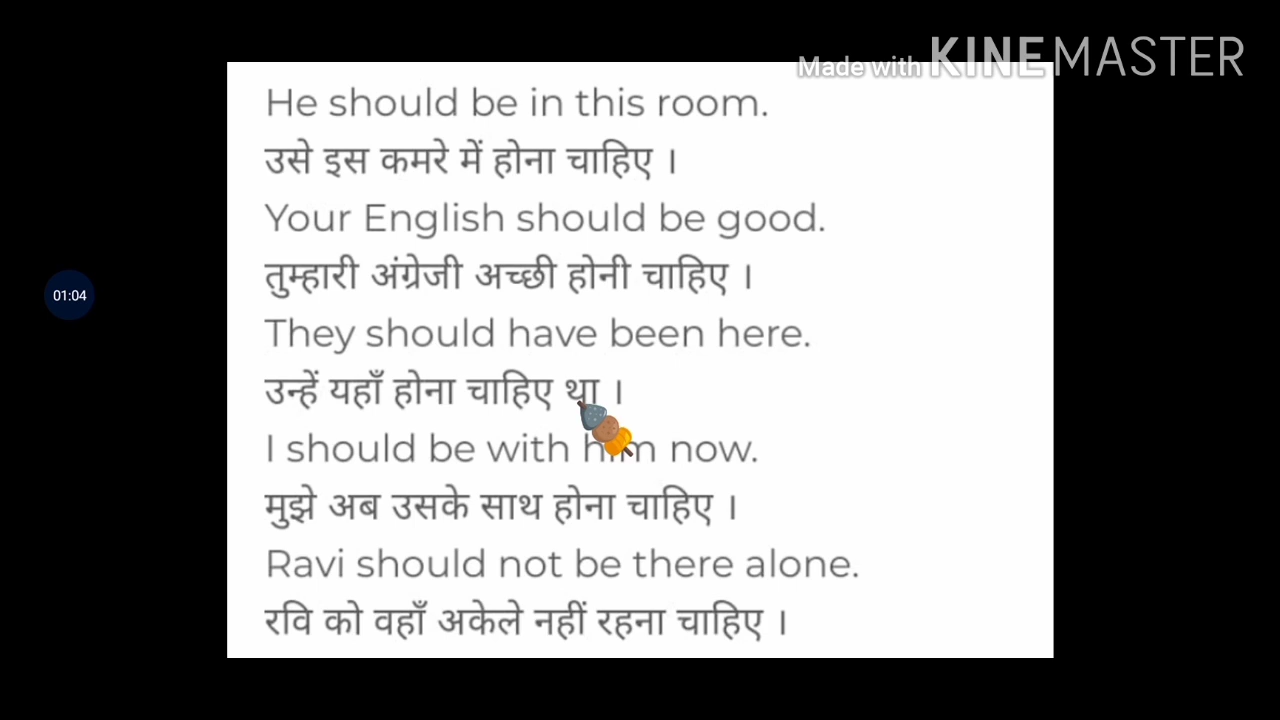 Made with KINEMASTER
He should be in this room.
उसे इस कमरे में होना चाहिए ।
Your English should be good.
तुम्हारी अंग्रेजी अच्छी होनी चाहिए ।
01:04
They should have been here.
उन्हें यहाँ होना चाहिए था ।
I should be with him now.
मुझे अब उसके साथ होना चाहिए ।
Ravi should not be there alone.
रवि को वहाँ अकेले नहीं रहना चाहिए ।